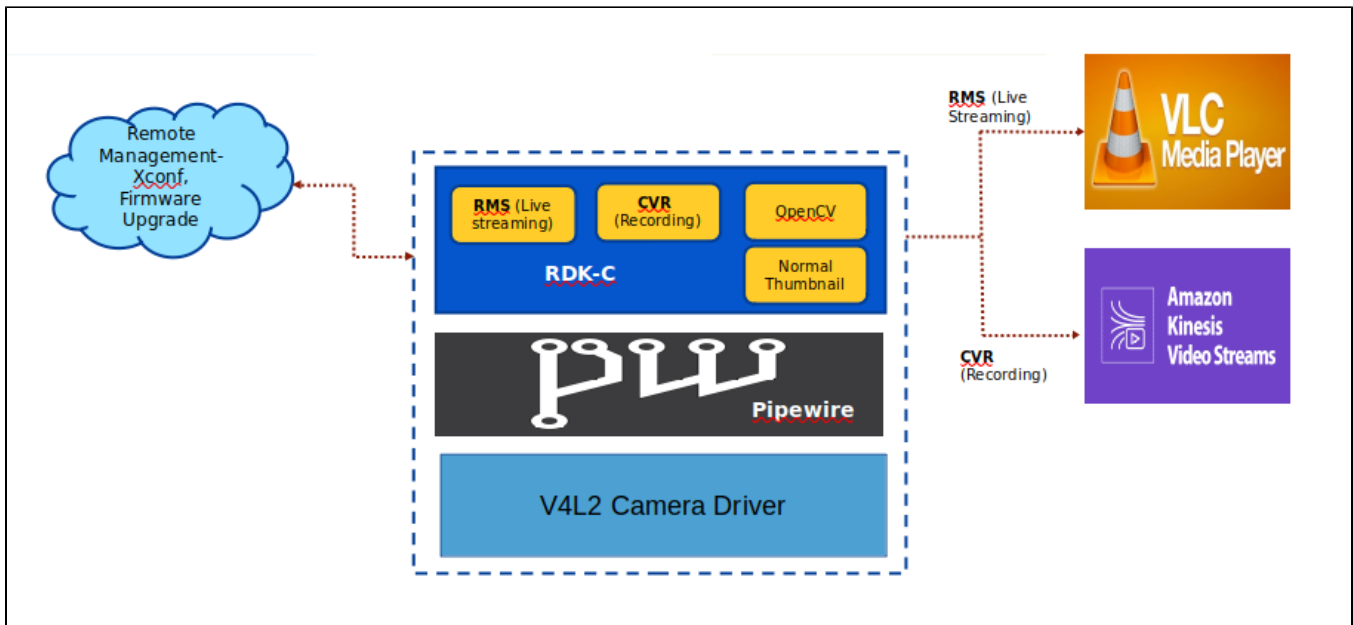 Remote
Management-
Xconf,
Firmware
Upgrade
RMS (Live
streaming)
CVR
(Recording)
OpenCV
Normal
Thumbnail
RDK-C
Pipewire
V4L2 Camera Driver
RMS (Live
Streaming)
CVR
(Recording)
VLC
Media Player
Amazon
Kinesis
Video Streams